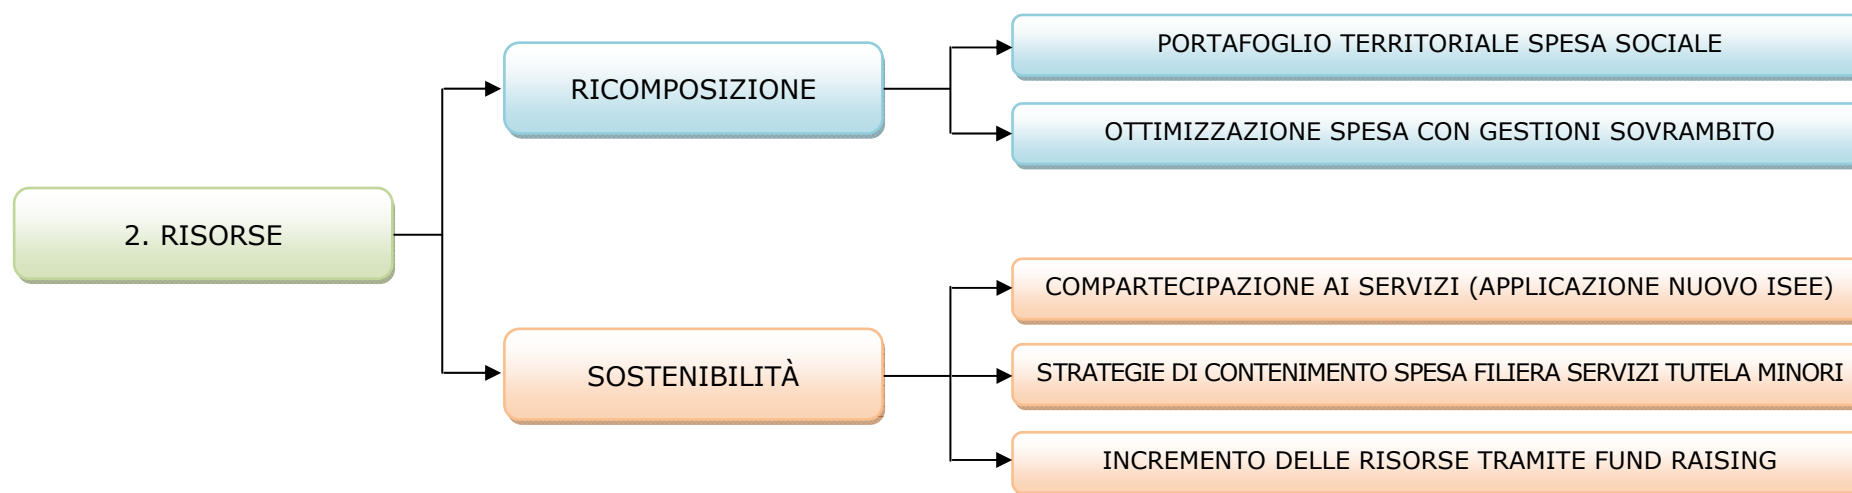 2. RISORSE
RICOMPOSIZIONE
PORTAFOGLIO TERRITORIALE SPESA SOCIALE
OTTIMIZZAZIONE SPESA CON GESTIONI SOVRAMBITO
SOSTENIBILITÀ
COMPARTECIPAZIONE AI SERVIZI (APPLICAZIONE NUOVO ISEE)
STRATEGIE DI CONTENIMENTO SPESA FILIERA SERVIZI TUTELA MINORI
INCREMENTO DELLE RISORSE TRAMITE FUND RAISING